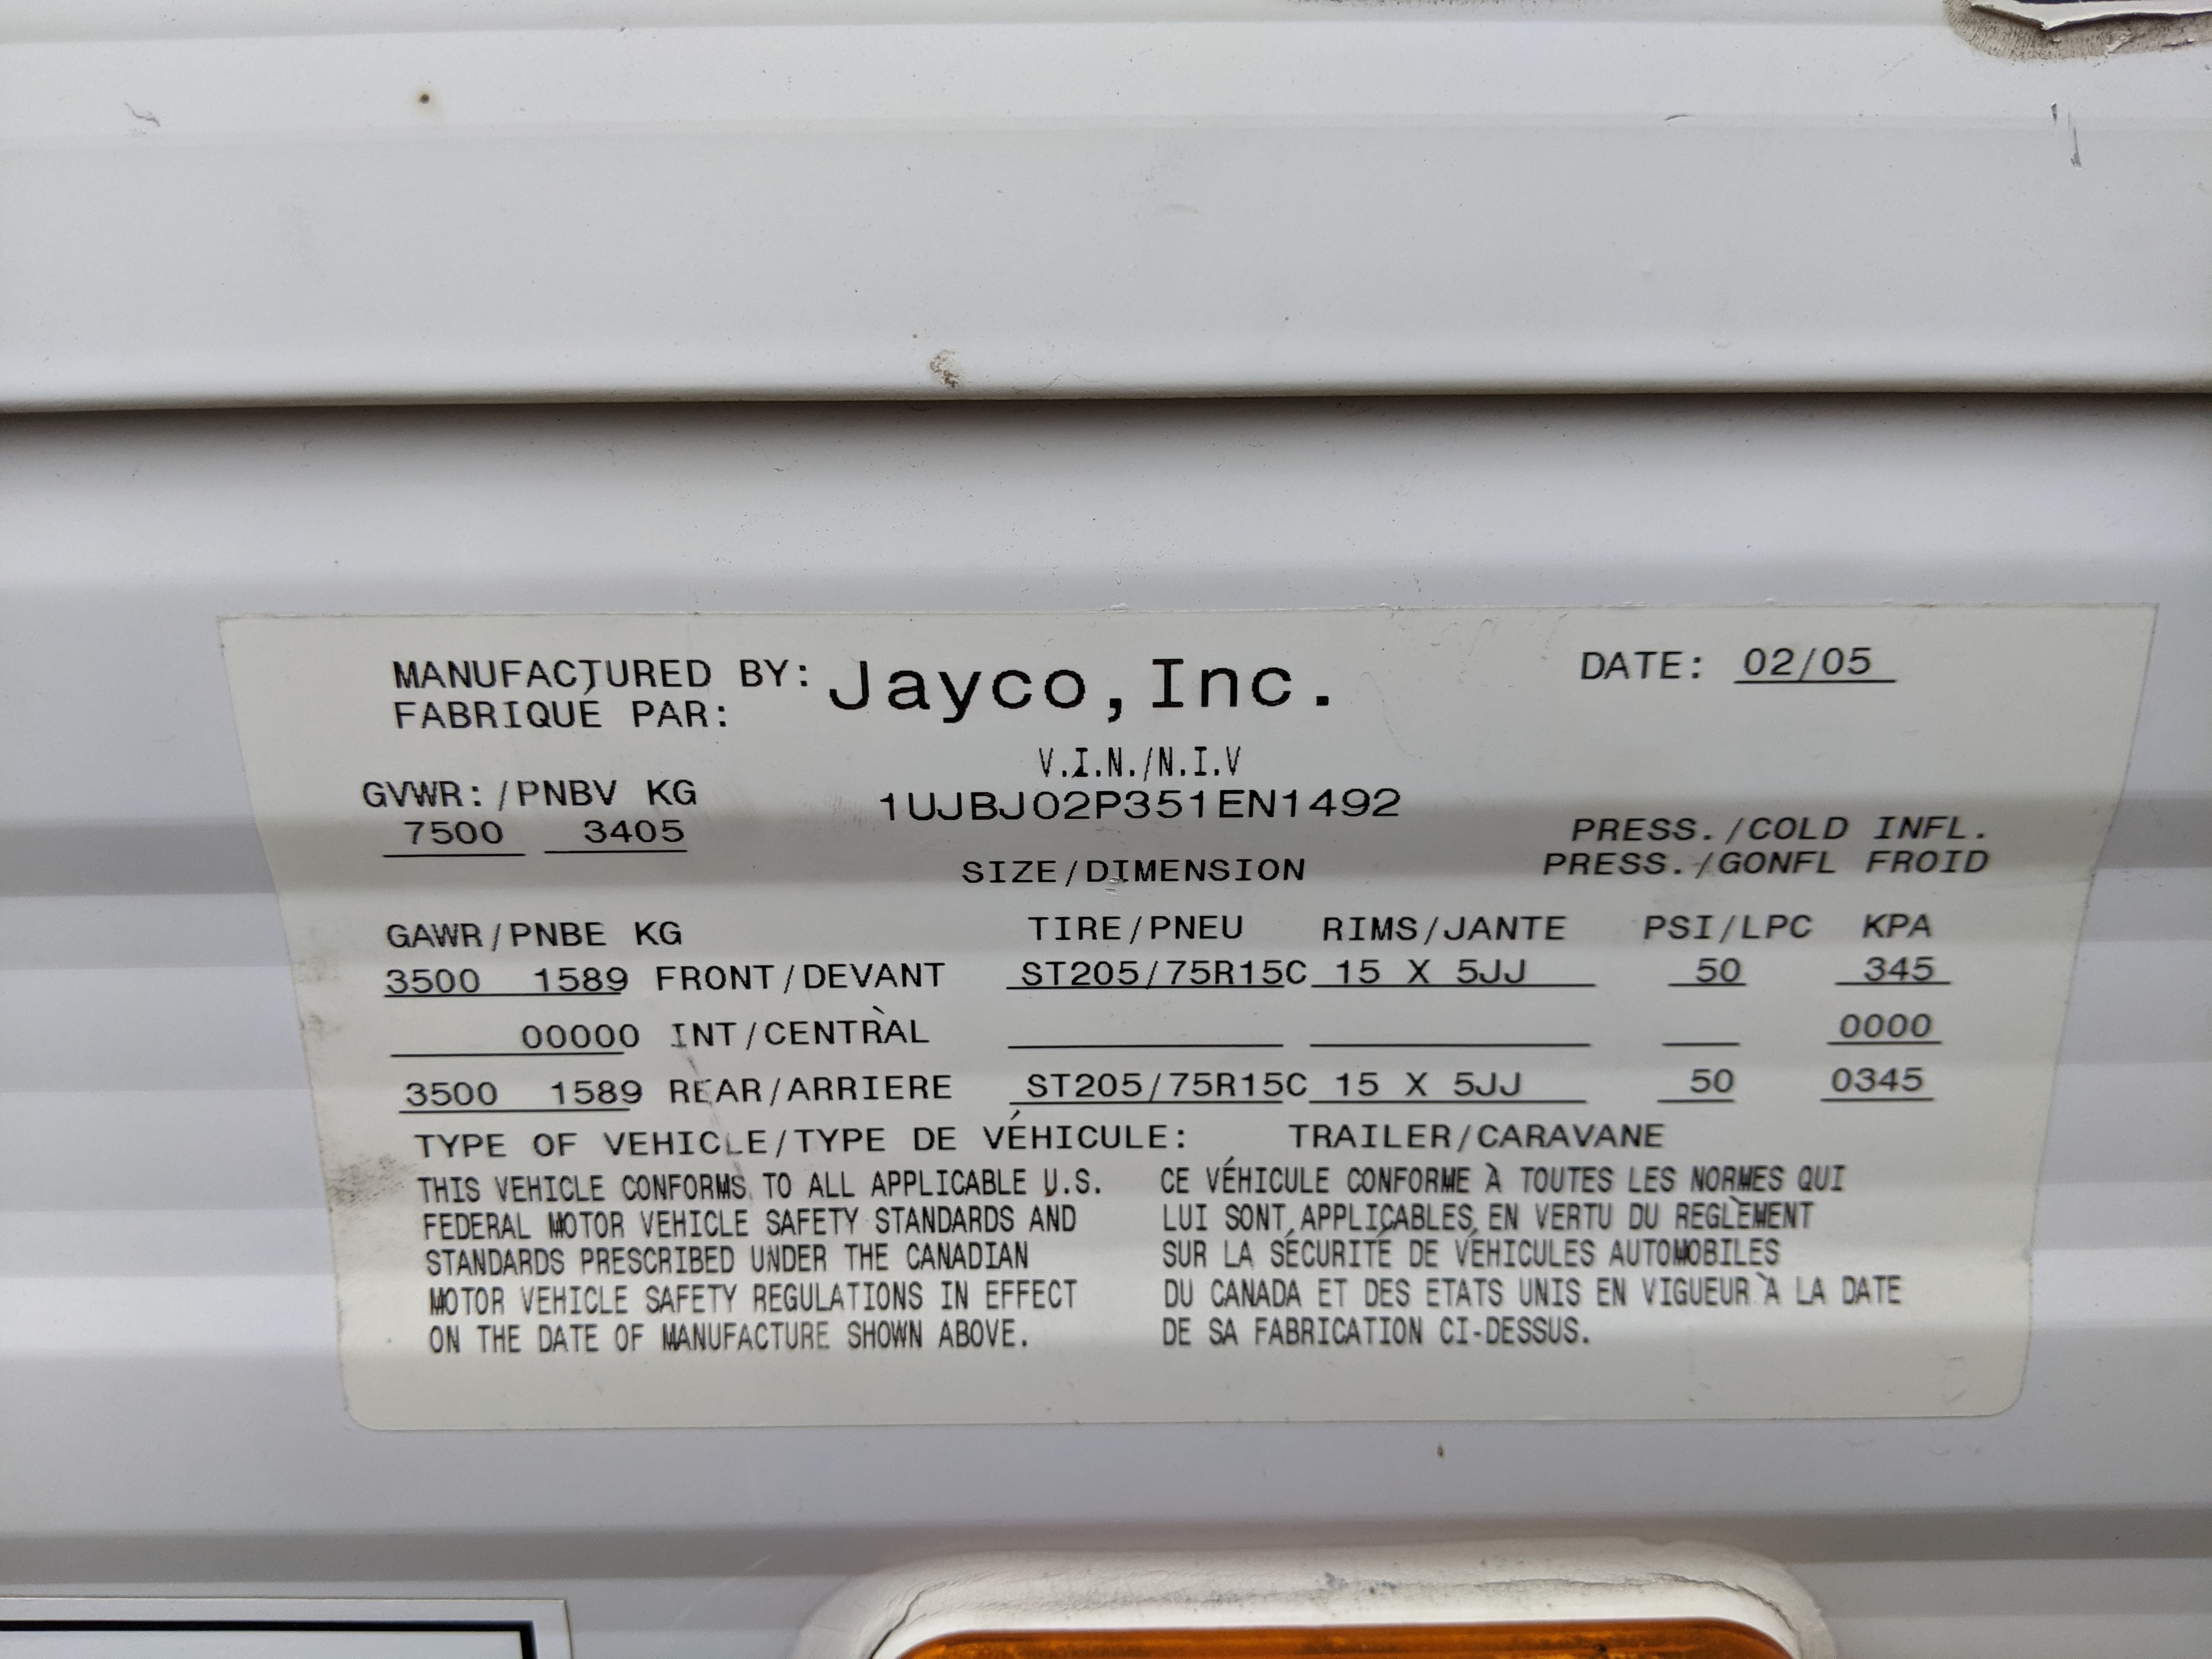 MANUFACTURED BY: Jayco,Inc. DATE: 02/05
FABRIQUÉ PAR:
V.I.N./N.I.V
GVWR:/PNBV KG 1UJBJ02P351EN1492
7500 3405 PRESS./COLD INFL.
SIZE/DIMENSION PRESS./GONFL FROID
GAWR/PNBE KG TIRE/PNEU RIMS/JANTE PSI/LPC KPA
3500 1589 FRONT/DEVANT ST205/75R15C 15 X 5JJ 50 345
00000 INT/CENTRAL 0000
3500 1589 REAR/ARRIERE ST205/75R15C 15 X 5JJ 50 0345
TYPE OF VEHICLE/TYPE DE VÉHICULE: TRAILER/CARAVANE
THIS VEHICLE CONFORMS TO ALL APPLICABLE U.S.
FEDERAL MOTOR VEHICLE SAFETY STANDARDS AND
STANDARDS PRESCRIBED UNDER THE CANADIAN
MOTOR VEHICLE SAFETY REGULATIONS IN EFFECT
ON THE DATE OF MANUFACTURE SHOWN ABOVE.
CE VÉHICULE CONFORME À TOUTES LES NORMES QUI
LUI SONT APPLICABLES EN VERTU DU REGLÈMENT
SUR LA SÉCURITÉ DE VÉHICULES AUTOMOBILES
DU CANADA ET DES ETATS UNIS EN VIGUEUR À LA DATE
DE SA FABRICATION CI-DESSUS.